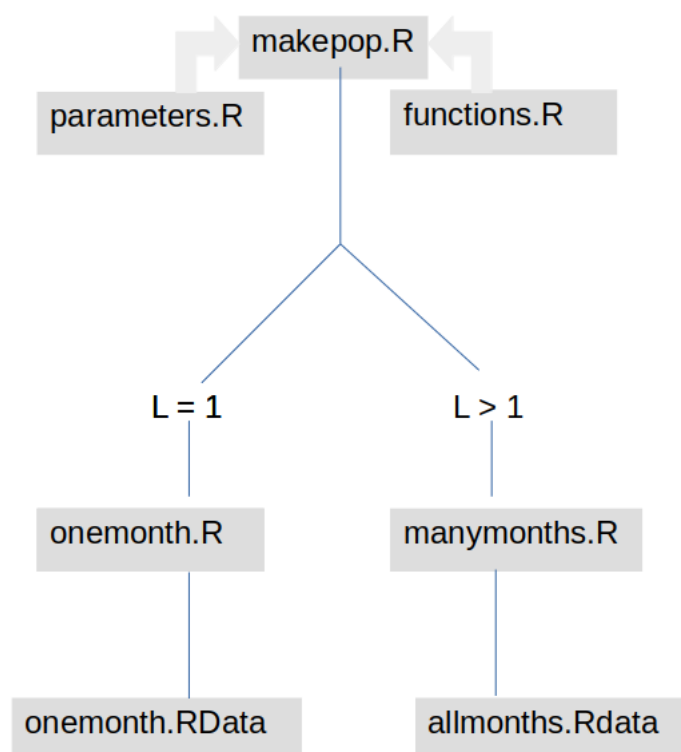 makepop.R
parameters.R
functions.R
L = 1
L > 1
onemonth.R
manymonths.R
onemonth.RData
allmonths.Rdata